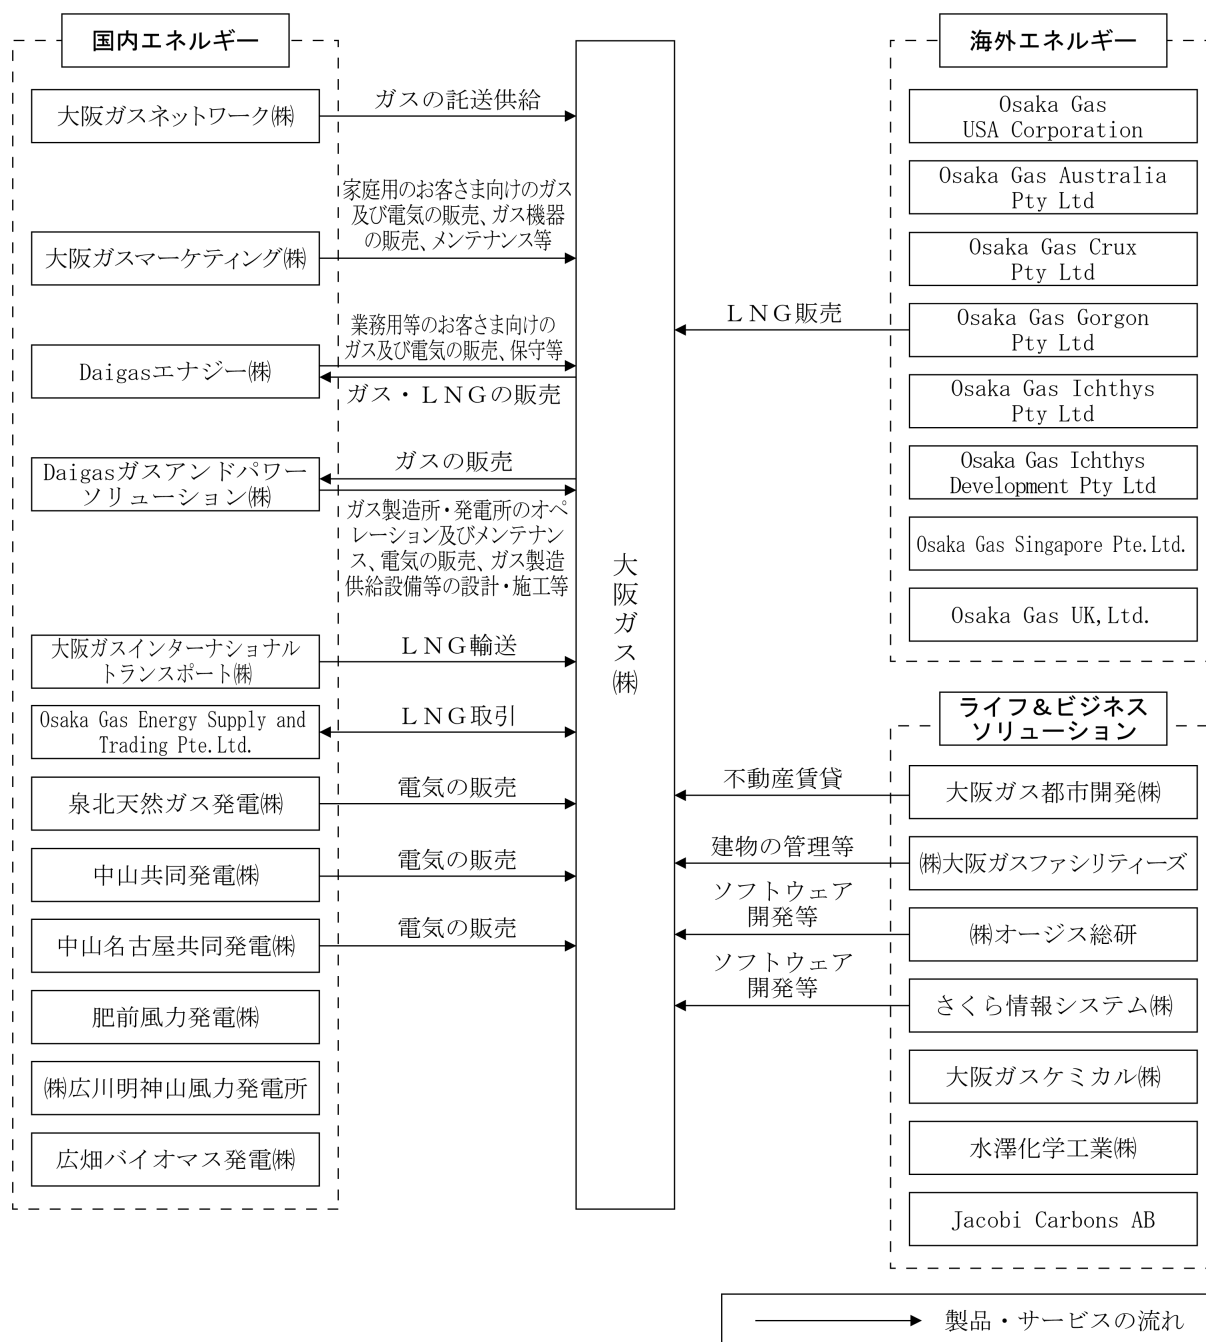 国内エネルギー
大阪ガスネットワーク㈱
ガスの託送供給
家庭用のお客さま向けのガス
及び電気の販売、ガス機器
の販売、メンテナンス等
大阪ガスマーケティング㈱
業務用等のお客さま向けの
ガス及び電気の販売、保守等
Daigasエナジー㈱
ガス・LNGの販売
Daigasガスアンドパワー
ソリューション㈱
ガスの販売
ガス製造所・発電所のオペ
レーション及びメンテナン
ス、電気の販売、ガス製造
供給設備等の設計・施工等
大阪ガスインターナショナル
トランスポート㈱
LNG輸送
Osaka Gas Energy Supply and
Trading Pte.Ltd.
LNG取引
泉北天然ガス発電㈱
電気の販売
中山共同発電㈱
電気の販売
中山名古屋共同発電㈱
電気の販売
肥前風力発電㈱
㈱広川明神山風力発電所
広畑バイオマス発電㈱
大阪ガス㈱
海外エネルギー
Osaka Gas
USA Corporation
Osaka Gas Australia
Pty Ltd
Osaka Gas Crux
Pty Ltd
LNG販売
Osaka Gas Gorgon
Pty Ltd
Osaka Gas Ichthys
Pty Ltd
Osaka Gas Ichthys
Development Pty Ltd
Osaka Gas Singapore Pte.Ltd.
Osaka Gas UK,Ltd.
ライフ＆ビジネス
ソリューション
不動産賃貸
大阪ガス都市開発㈱
建物の管理等
㈱大阪ガスファシリティーズ
ソフトウェア
開発等
㈱オージス総研
ソフトウェア
開発等
さくら情報システム㈱
大阪ガスケミカル㈱
水澤化学工業㈱
Jacobi Carbons AB
製品・サービスの流れ